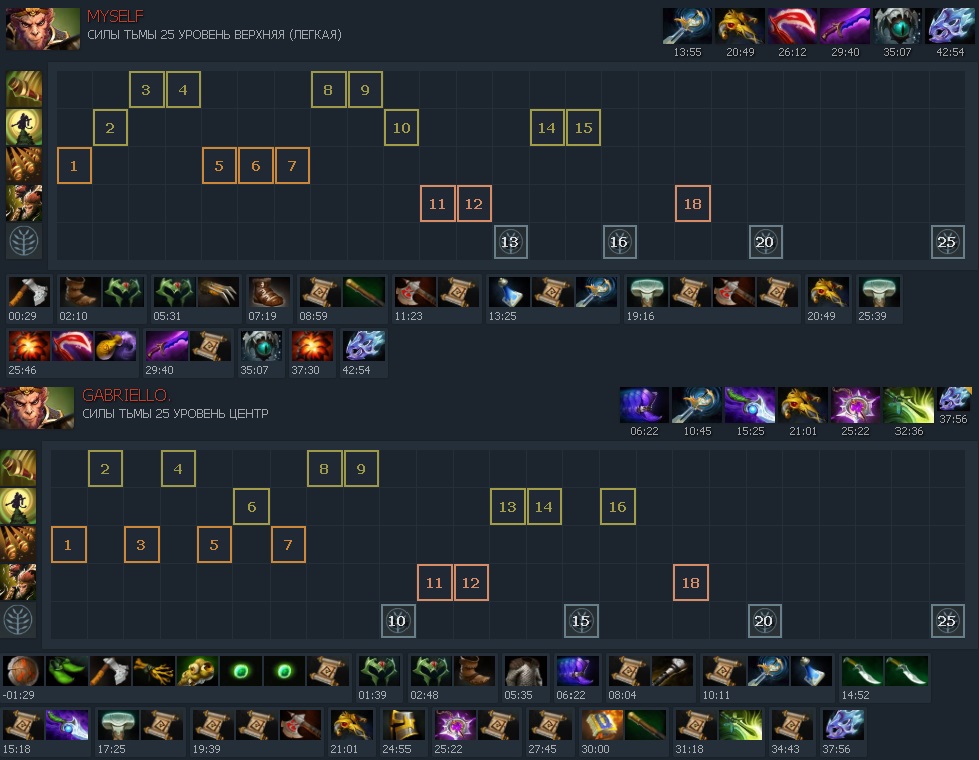 MYSELF
СИЛЫ ТЬМЫ 25 УРОВЕНЬ ВЕРХНЯЯ (ЛЕГКАЯ)
13:55 20:49 26:12 29:40 35:07 42:54
3 4 8 9
2 10 14 15
1 5 6 7
11 12 18
13 16 20 25
00:29 02:10 05:31 07:19 08:59 11:23 13:25 19:16 20:49 25:39
25:46 29:40 35:07 37:30 42:54
GABRIELLO.
СИЛЫ ТЬМЫ 25 УРОВЕНЬ ЦЕНТР
06:22 10:45 15:25 21:01 25:22 32:36 37:56
2 4 8 9
6 13 14 16
1 3 5 7
11 12 18
10 15 20 25
-01:29 01:39 02:48 05:35 06:22 08:04 10:11 14:52
15:18 17:25 19:39 21:01 24:55 25:22 27:45 30:00 31:18 34:43 37:56